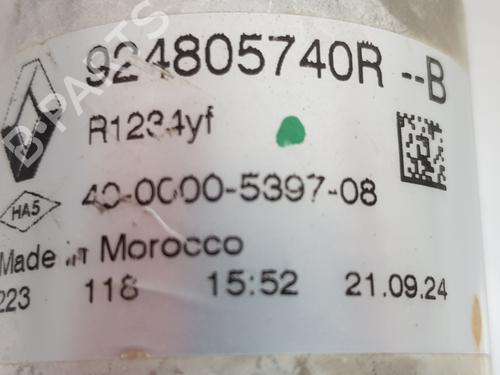 924805740R --B
R1234yf
40-0000-5397-08
HA5
Made in Morocco
223 118 15:52 21.09.24